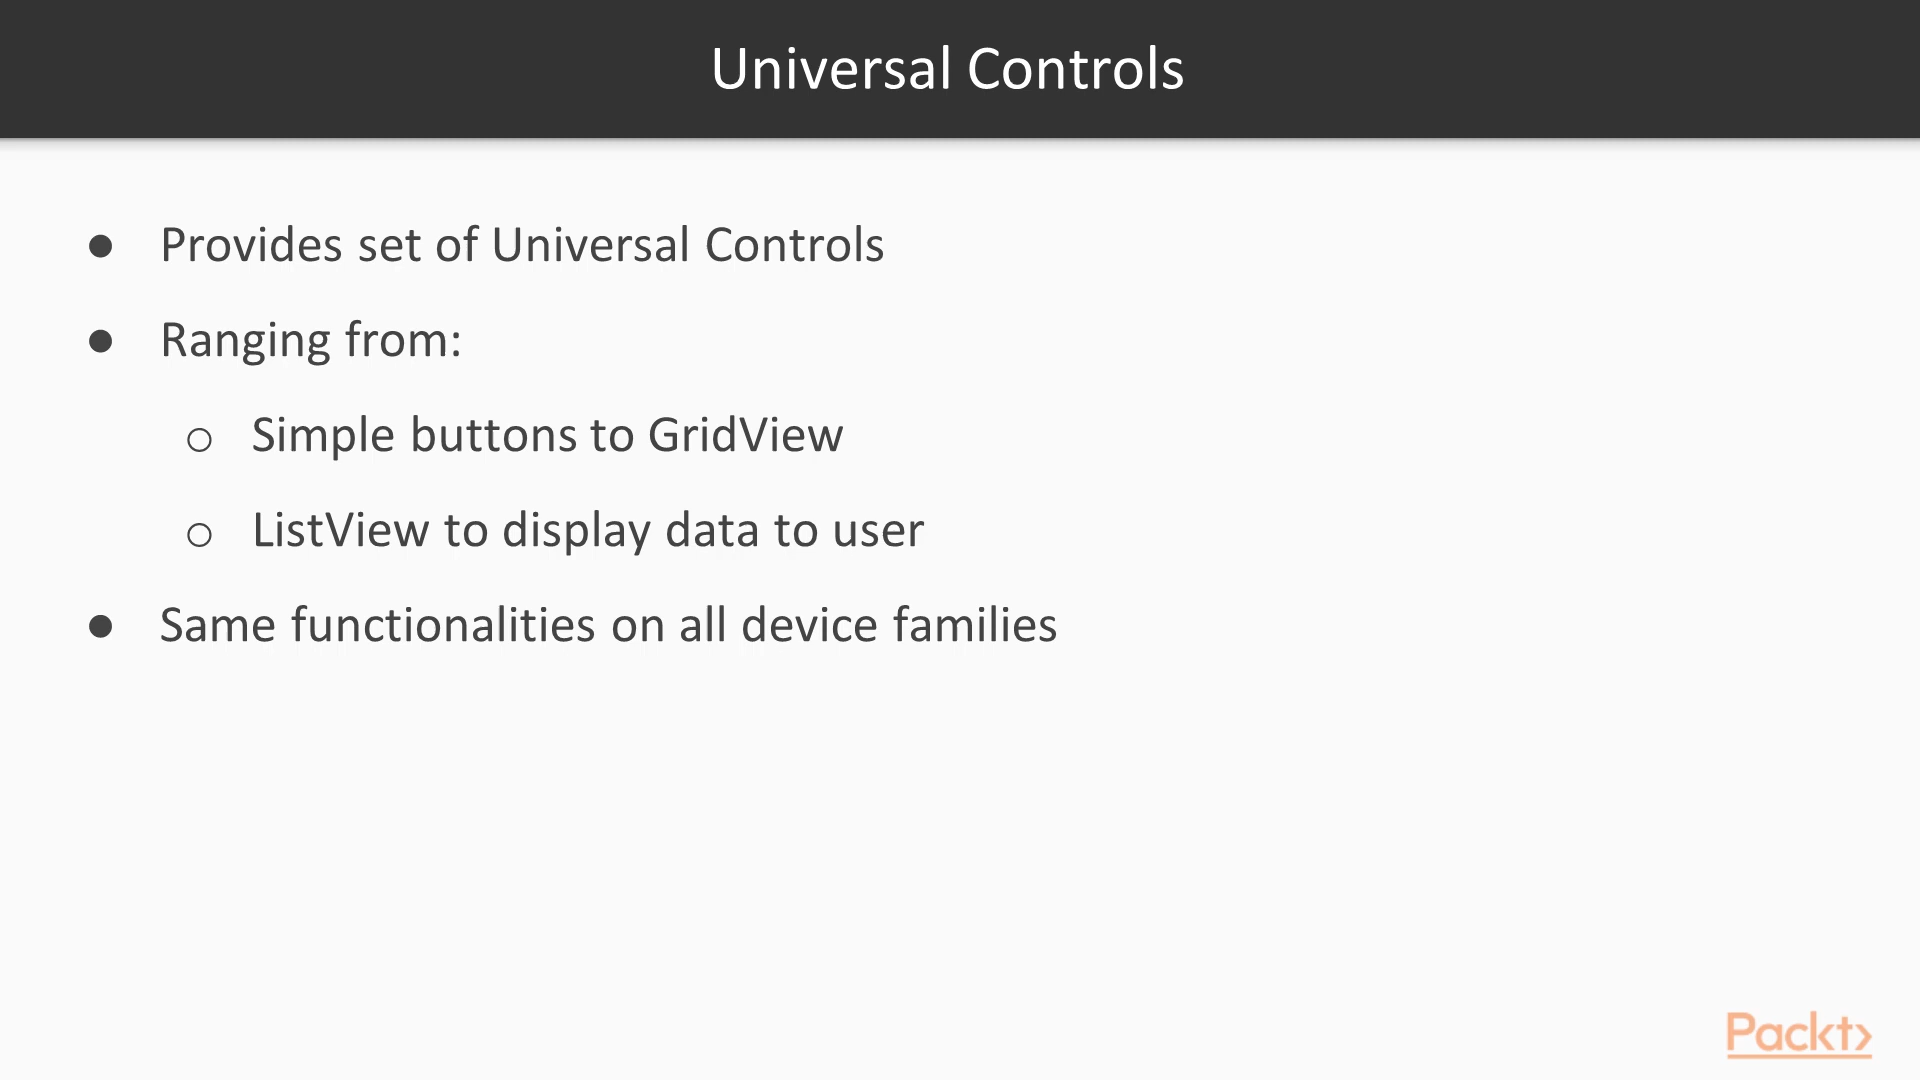 Universal Controls
● Provides set of Universal Controls
● Ranging from:
○ Simple buttons to GridView
○ ListView to display data to user
● Same functionalities on all device families
Packt>